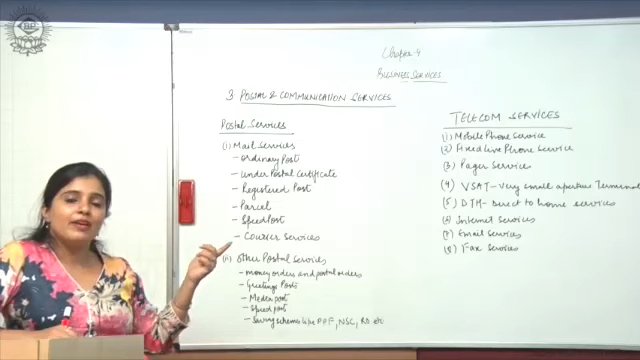 Chapter 4
BUSINESS SERVICES
3 POSTAL & COMMUNICATION SERVICES
Postal Services
(i) Mail Services
- ordinary Post
- under Postal Certificate
- Registered Post
- Parcel
- Speed Post
- Courier Services
(ii) Other Postal Services
- money orders and postal orders
- Greetings Posts
- Media post
- Speed post
- Saving schemes like PPF, NSC, RD etc
TELECOM SERVICES
(1) Mobile Phone Service
(2) Fixed line Phone Service
(3) Pager Services
(4) VSAT - Very small aperture Terminal
(5) DTH - Direct to home services
(6) Internet Services
(7) Email Services
(8) Fax Services